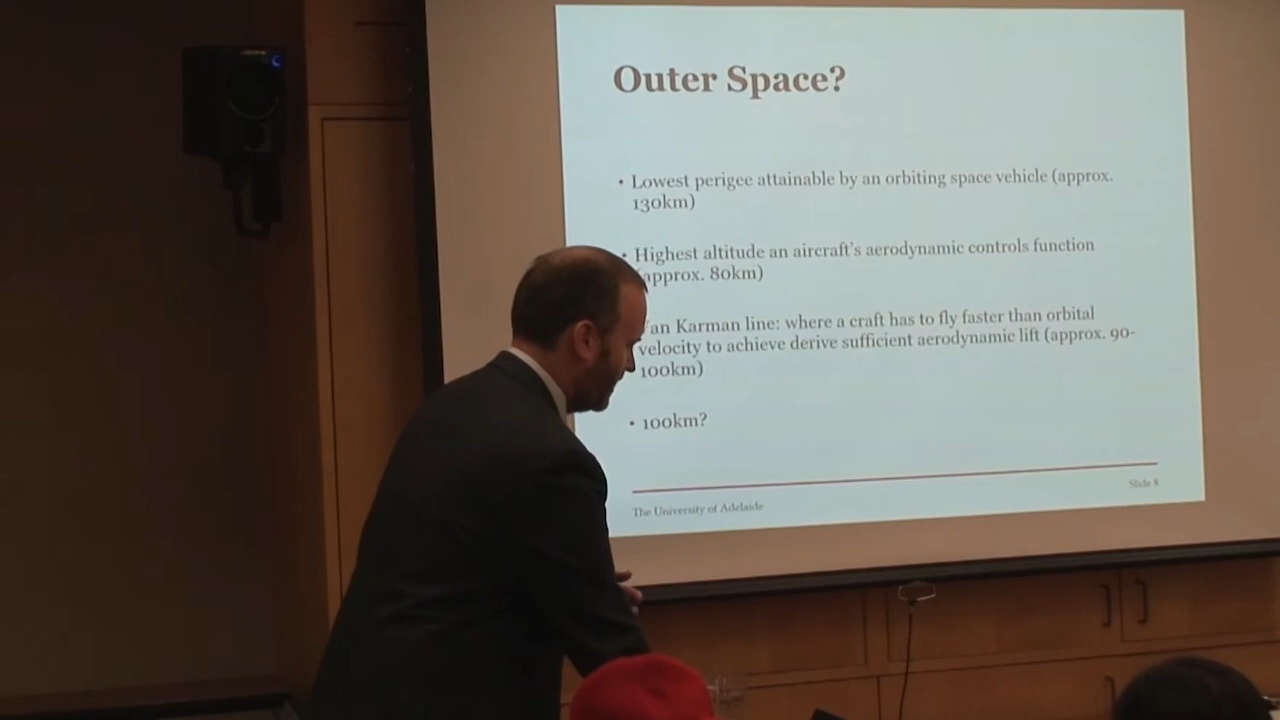 Outer Space?
• Lowest perigee attainable by an orbiting space vehicle (approx.
130km)
• Highest altitude an aircraft's aerodynamic controls function
(approx. 80km)
an Karman line: where a craft has to fly faster than orbital
velocity to achieve derive sufficient aerodynamic lift (approx. 90-
100km)
• 100km?
The University of Adelaide
Slide 8